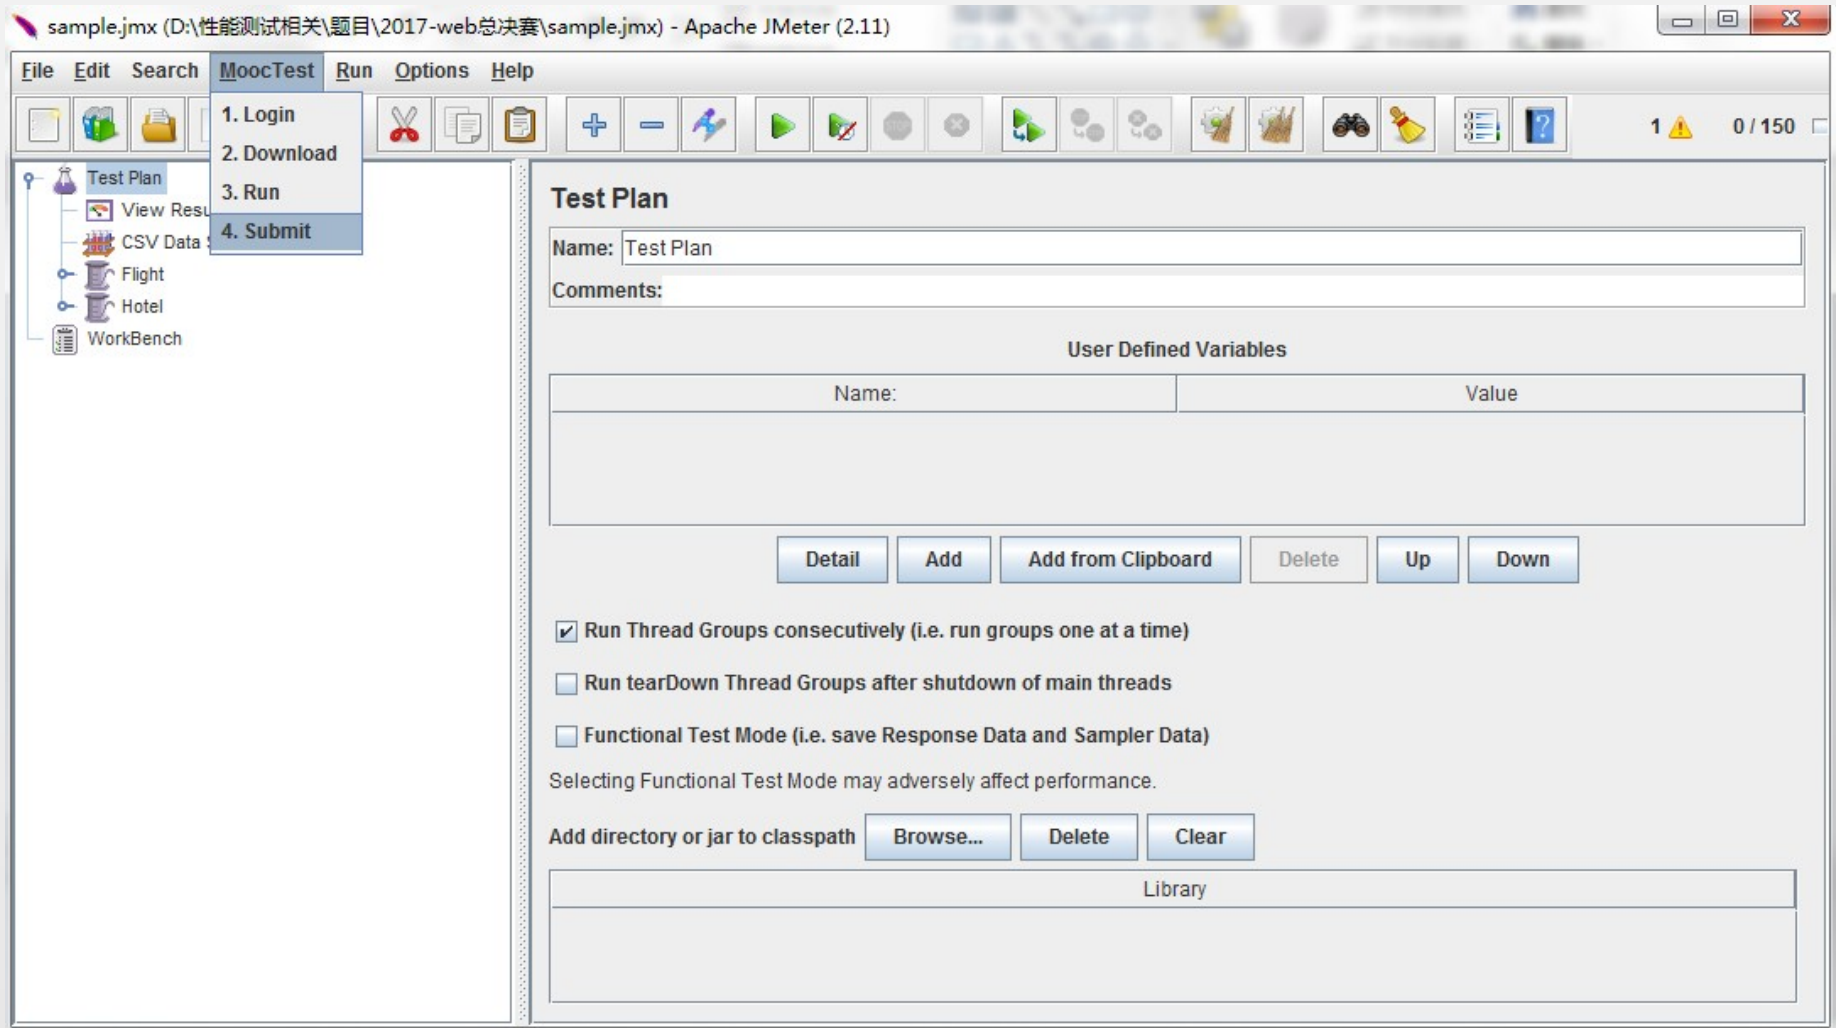 sample.jmx (D:\性能测试相关\题目\2017-web总决赛\sample.jmx) - Apache JMeter (2.11)
File Edit Search MoocTest Run Options Help
1. Login
2. Download
3. Run
4. Submit
1 0 / 150
Test Plan
View Resu
CSV Data
Flight
Hotel
WorkBench
Test Plan
Name: Test Plan
Comments:
User Defined Variables
Name: Value
Detail Add Add from Clipboard Delete Up Down
Run Thread Groups consecutively (i.e. run groups one at a time)
Run tearDown Thread Groups after shutdown of main threads
Functional Test Mode (i.e. save Response Data and Sampler Data)
Selecting Functional Test Mode may adversely affect performance.
Add directory or jar to classpath Browse... Delete Clear
Library